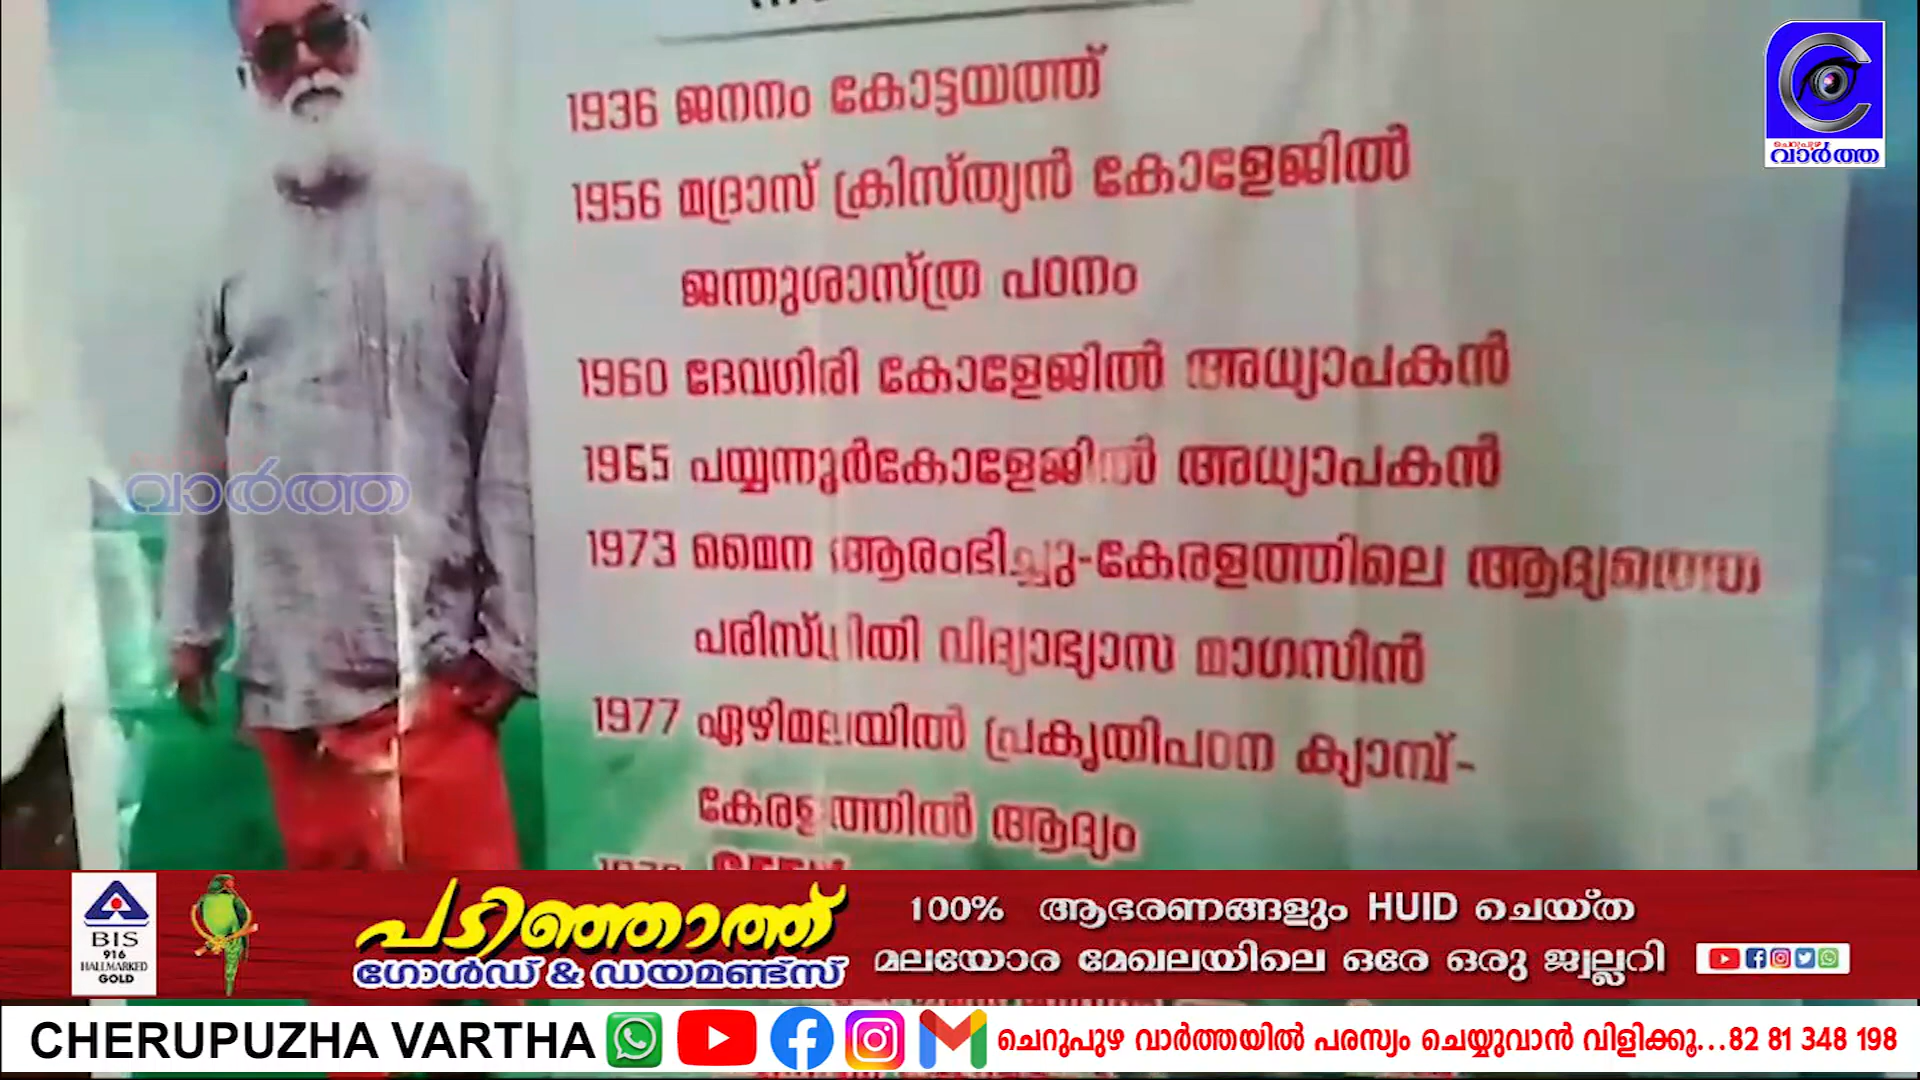 1936 ജനനം കോട്ടയത്ത്
1956 മദ്രാസ് ക്രിസ്ത്യൻ കോളേജിൽ
ജന്തുശാസ്ത്ര പഠനം
1960 ദേവഗിരി കോളേജിൽ അധ്യാപകൻ
1965 പയ്യന്നൂർകോളേജിൽ അധ്യാപകൻ
1973 മൈന ആരംഭിച്ചു-കേരളത്തിലെ ആദ്യത്തെ
പരിസ്ഥിതി വിദ്യാഭ്യാസ മാഗസിൻ
1977 ഏഴിമലയിൽ പ്രകൃതിപഠന ക്യാമ്പ്-
കേരളത്തിൽ ആദ്യം
ചെറുപുഴ
വാർത്ത
വാർത്ത
BIS
916
HALLMARKED
GOLD
പടിഞ്ഞാത്ത്
ഗോൾഡ് & ഡയമണ്ട്സ്
100% ആഭരണങ്ങളും HUID ചെയ്ത
മലയോര മേഖലയിലെ ഒരേ ഒരു ജ്വല്ലറി
CHERUPUZHA VARTHA
ചെറുപുഴ വാർത്തയിൽ പരസ്യം ചെയ്യുവാൻ വിളിക്കൂ...82 81 348 198